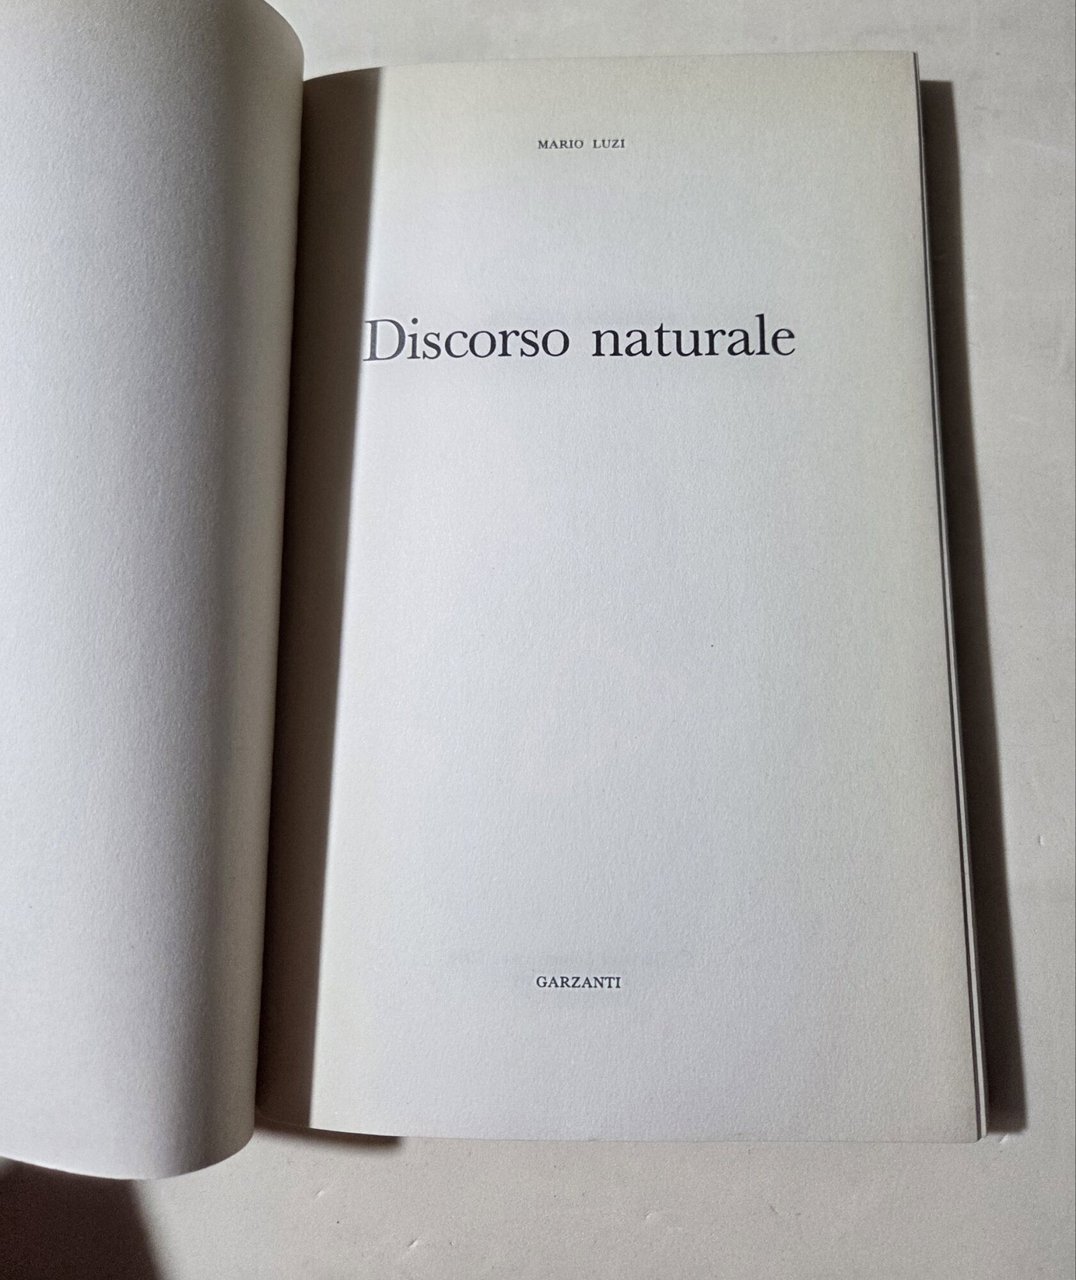 MARIO LUZI
Discorso naturale
GARZANTI